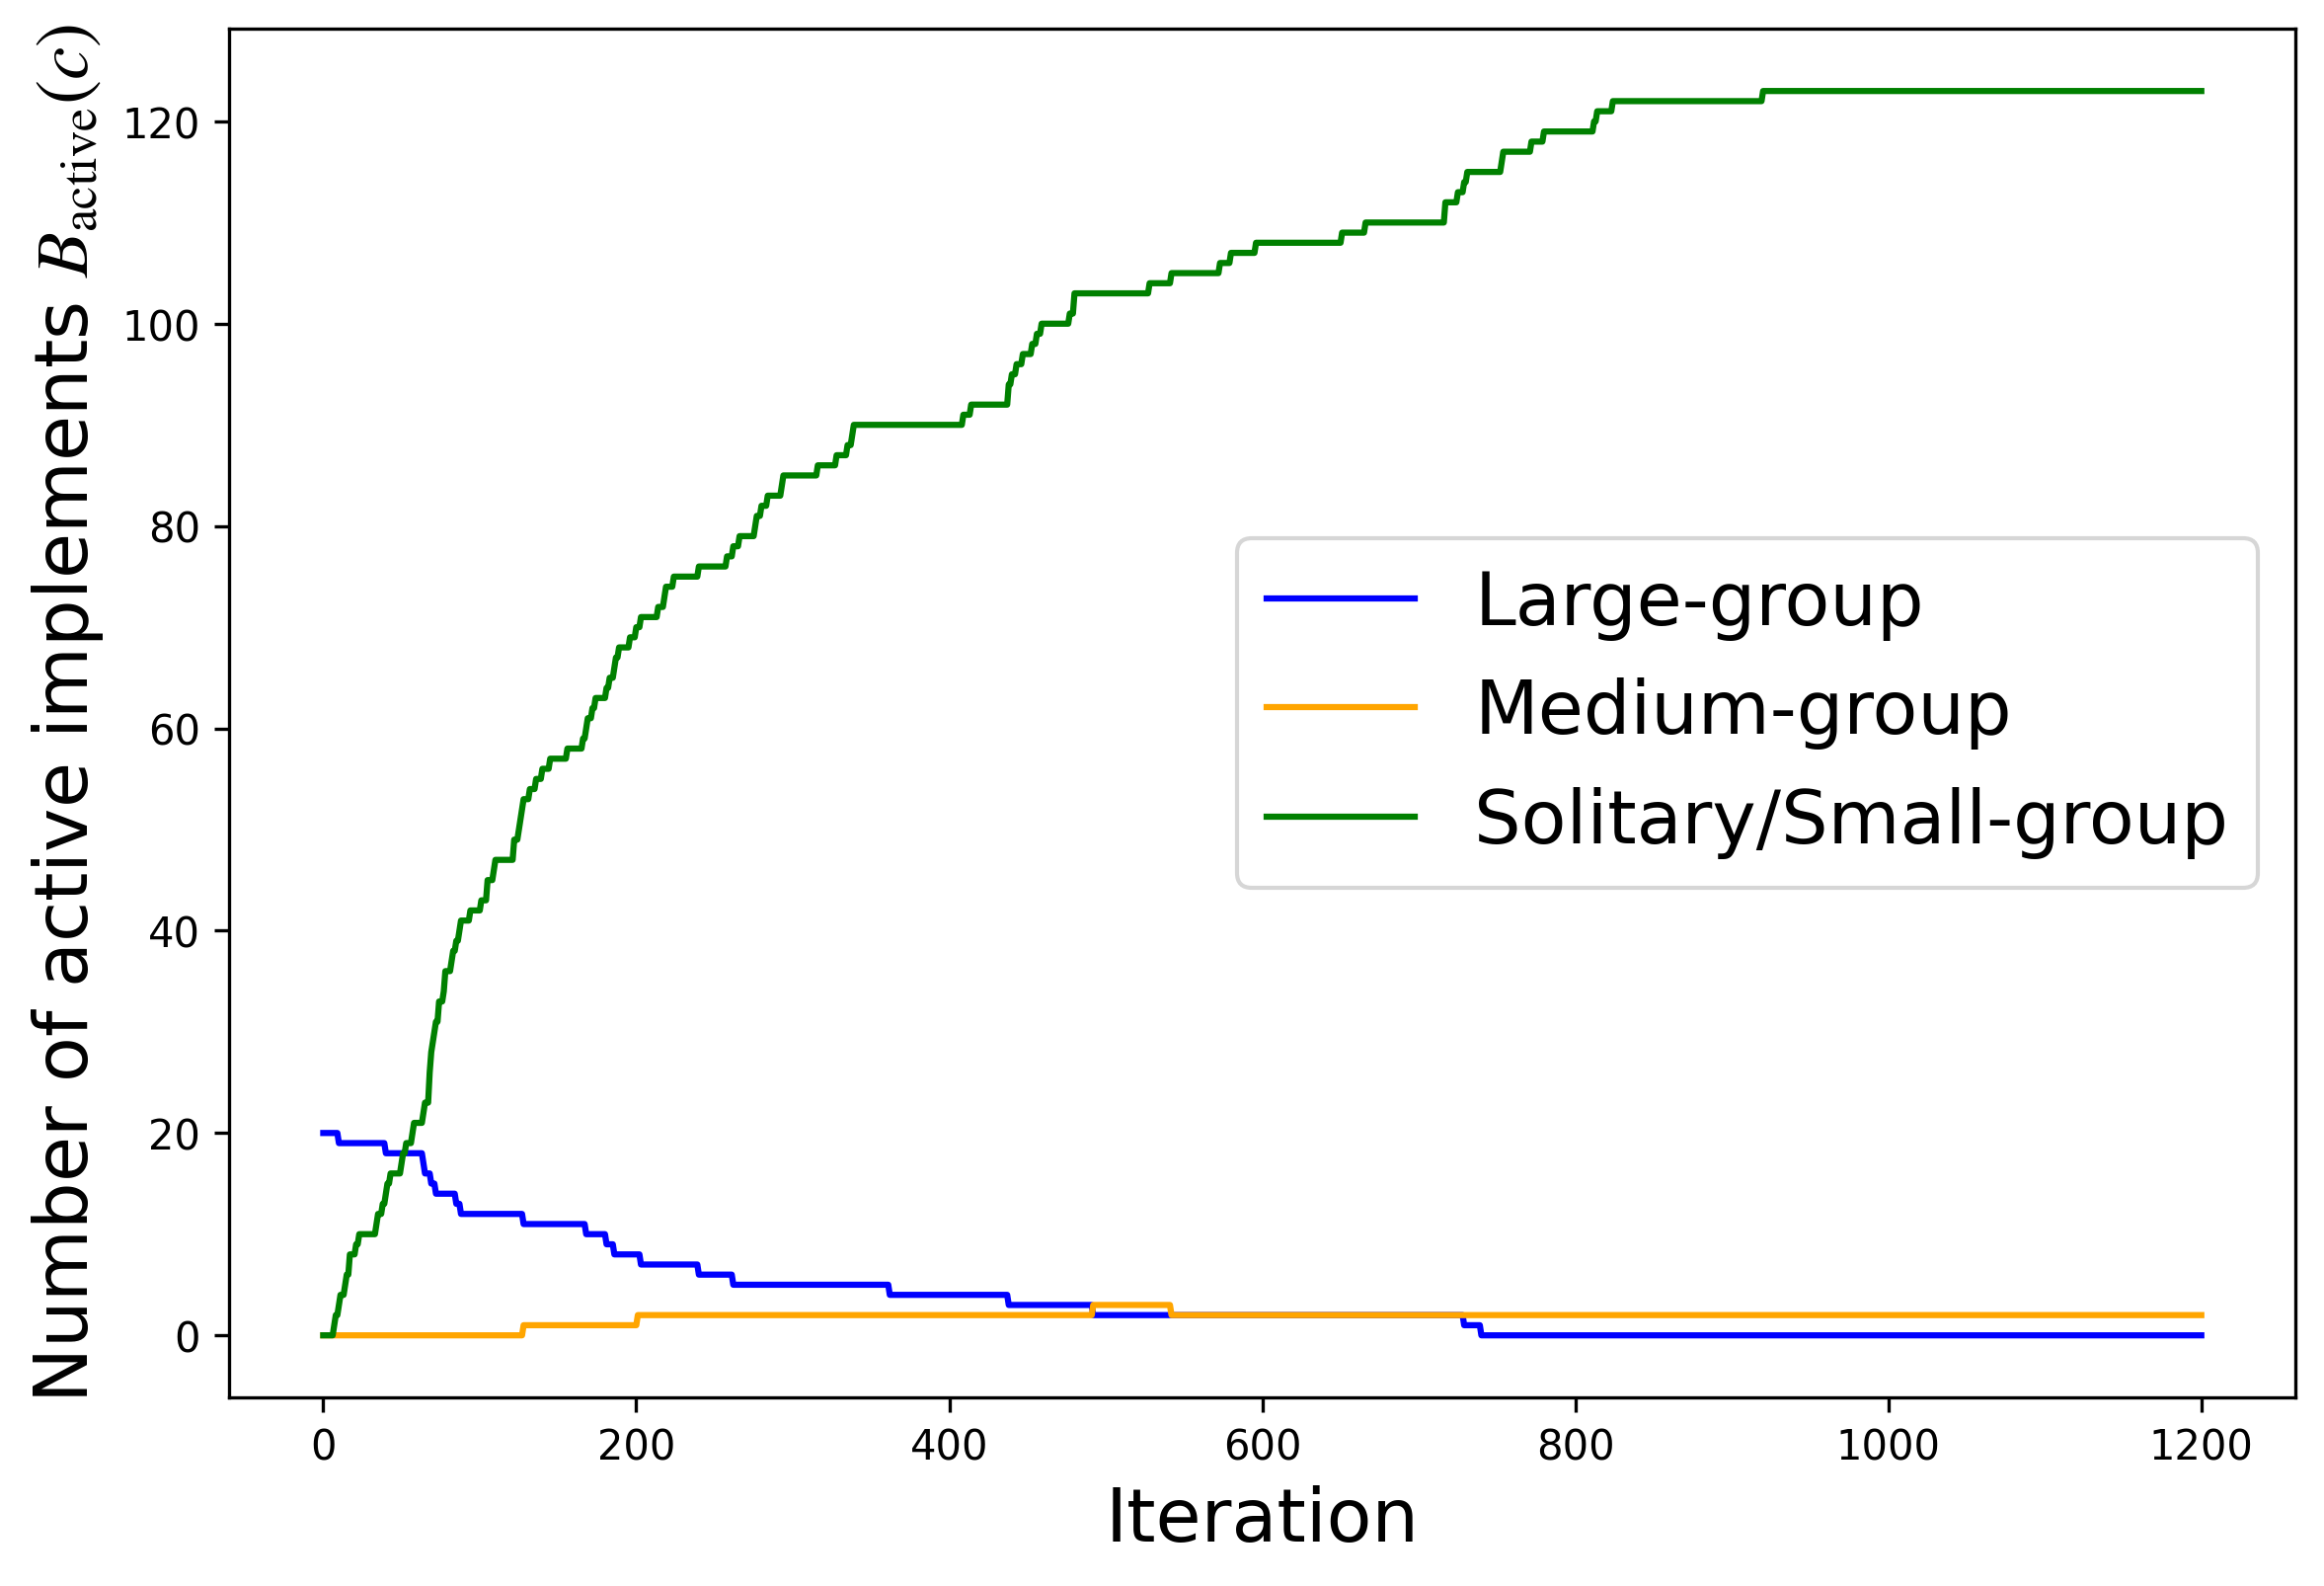 Number of active implements B_active(c)
120
100
80
60
40
20
0
Large-group
Medium-group
Solitary/Small-group
0 200 400 600 800 1000 1200
Iteration